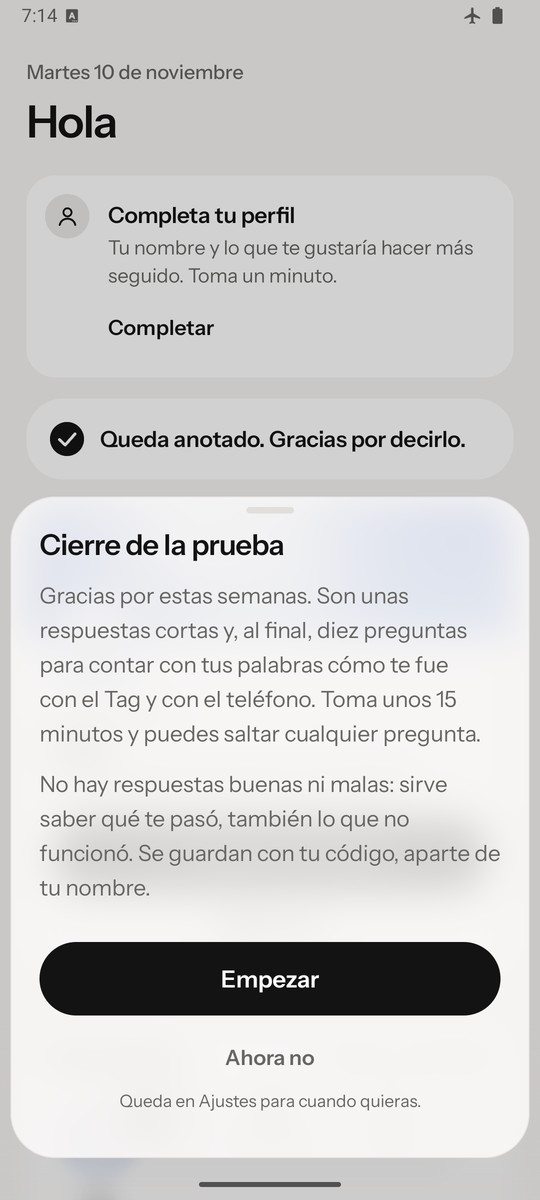 7:14
Martes 10 de noviembre
Hola
Completa tu perfil
Tu nombre y lo que te gustaría hacer más
seguido. Toma un minuto.
Completar
Queda anotado. Gracias por decirlo.
Cierre de la prueba
Gracias por estas semanas. Son unas
respuestas cortas y, al final, diez preguntas
para contar con tus palabras cómo te fue
con el Tag y con el teléfono. Toma unos 15
minutos y puedes saltar cualquier pregunta.
No hay respuestas buenas ni malas: sirve
saber qué te pasó, también lo que no
funcionó. Se guardan con tu código, aparte de
tu nombre.
Empezar
Ahora no
Queda en Ajustes para cuando quieras.